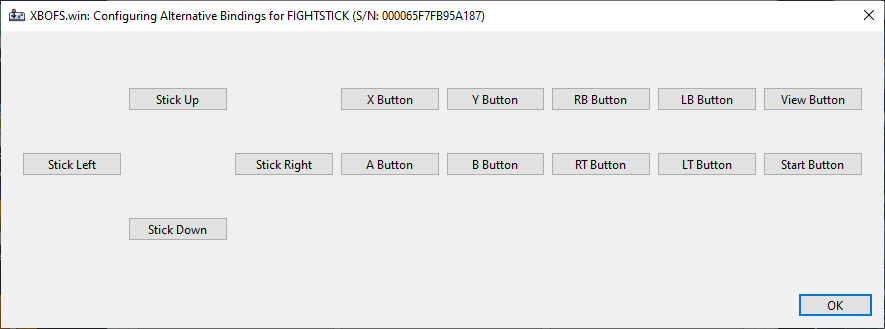 XBOFS.win: Configuring Alternative Bindings for FIGHTSTICK (S/N: 000065F7FB95A187)
Stick Up X Button Y Button RB Button LB Button View Button
Stick Left Stick Right A Button B Button RT Button LT Button Start Button
Stick Down
OK